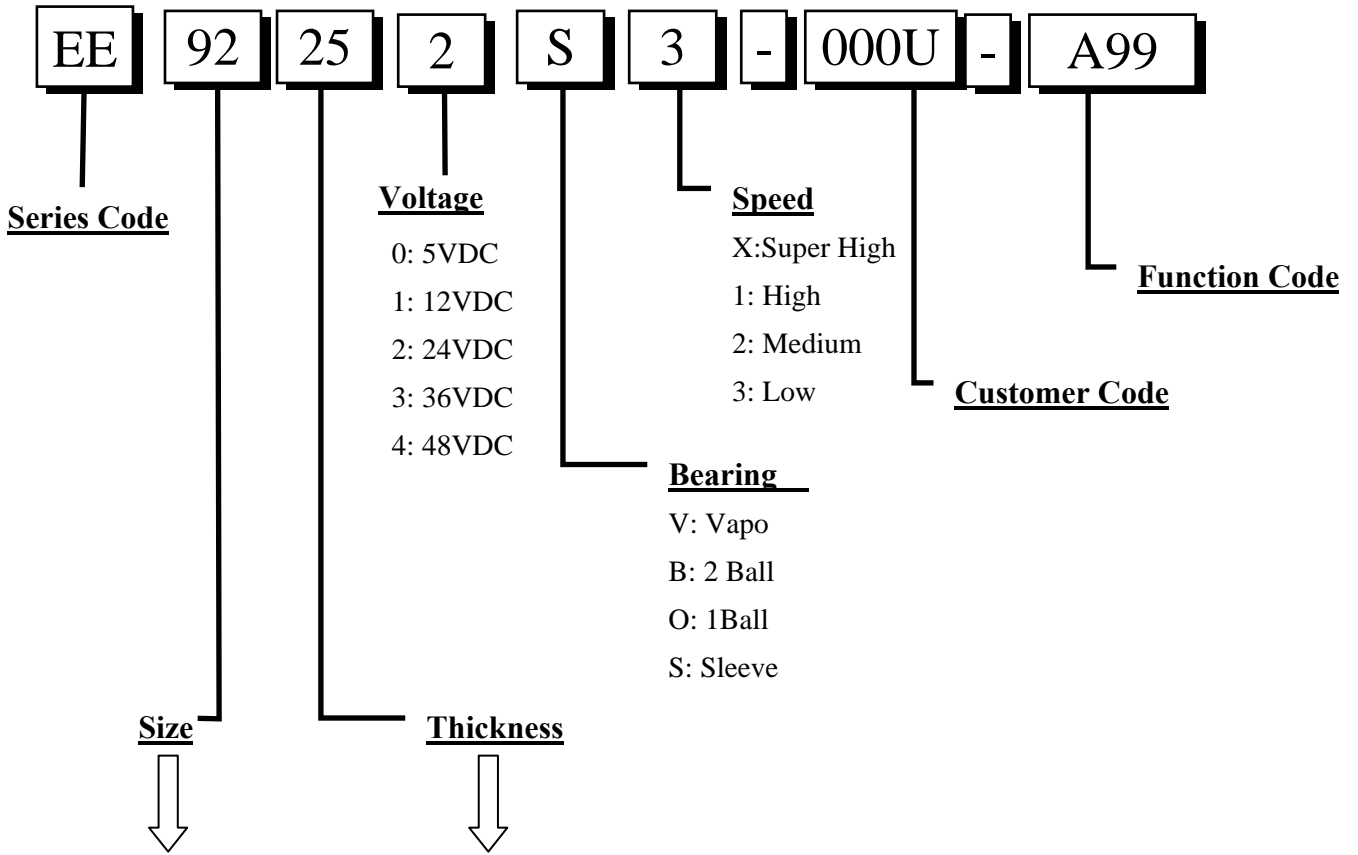 EE 92 25 2 S 3 - 000U - A99
Series Code
Voltage
0: 5VDC
1: 12VDC
2: 24VDC
3: 36VDC
4: 48VDC
Speed
X:Super High
1: High
2: Medium
3: Low
Function Code
Customer Code
Bearing
V: Vapo
B: 2 Ball
O: 1Ball
S: Sleeve
Size
Thickness